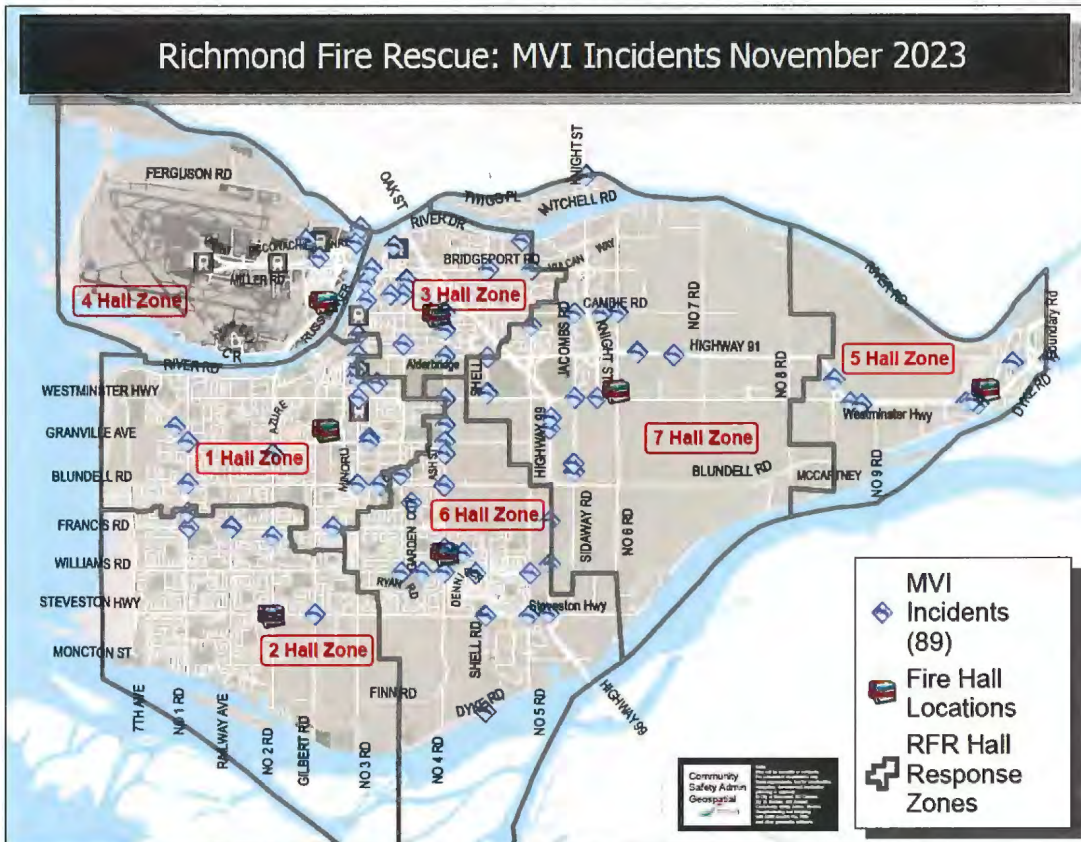 Richmond Fire Rescue: MVI Incidents November 2023
KNIGHT ST
OAK ST
FERGUSON RD
TWIGG PL
MITCHELL RD
RIVER DR
BRIDGEPORT RD
VULCAN WAY
MILLER RD
4 Hall Zone
3 Hall Zone
CAMBIE RD
NO 7 RD
RIVER RD
Boundary Rd
HIGHWAY 91
5 Hall Zone
RIVER RD
Alderbridge
SHELL
JACOMBS RD
NO 8 RD
DYKE RD
WESTMINSTER HWY
Westminster Hwy
AZURE
GRANVILLE AVE
1 Hall Zone
HIGHWAY 99
7 Hall Zone
ASH ST
BLUNDELL RD
BLUNDELL RD
MCCARTNEY
NO 9 RD
FRANCIS RD
6 Hall Zone
GARDEN
SIDAWAY RD
NO 6 RD
WILLIAMS RD
RYAN RD
STEVESTON HWY
Steveston Hwy
2 Hall Zone
SHELL RD
MONCTON ST
FINN RD
DYKE RD
HIGHWAY 99
7TH AVE
NO 1 RD
RAILWAY AVE
NO 2 RD
GILBERT RD
NO 3 RD
NO 4 RD
NO 5 RD
MVI
Incidents
(89)
Fire Hall
Locations
RFR Hall
Response
Zones
Community
Safety Admin
Geospatial